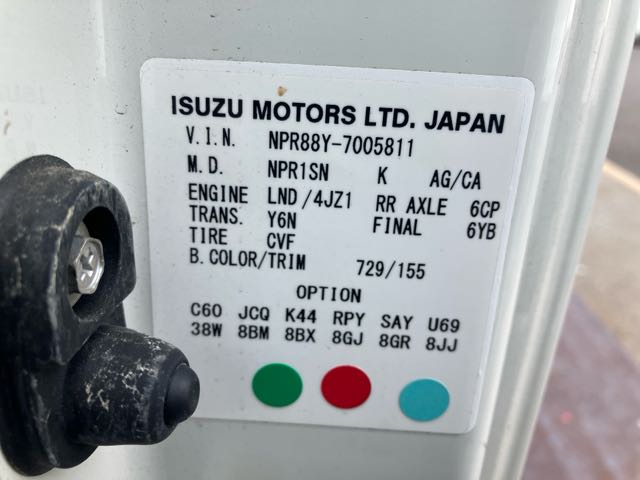 ISUZU MOTORS LTD. JAPAN
V.I.N. NPR88Y-7005811
M.D. NPR1SN K AG/CA
ENGINE LND/4JZ1 RR AXLE 6CP
TRANS. Y6N FINAL 6YB
TIRE CVF
B.COLOR/TRIM 729/155
OPTION
C60 JCQ K44 RPY SAY U69
38W 8BM 8BX 8GJ 8GR 8JJ